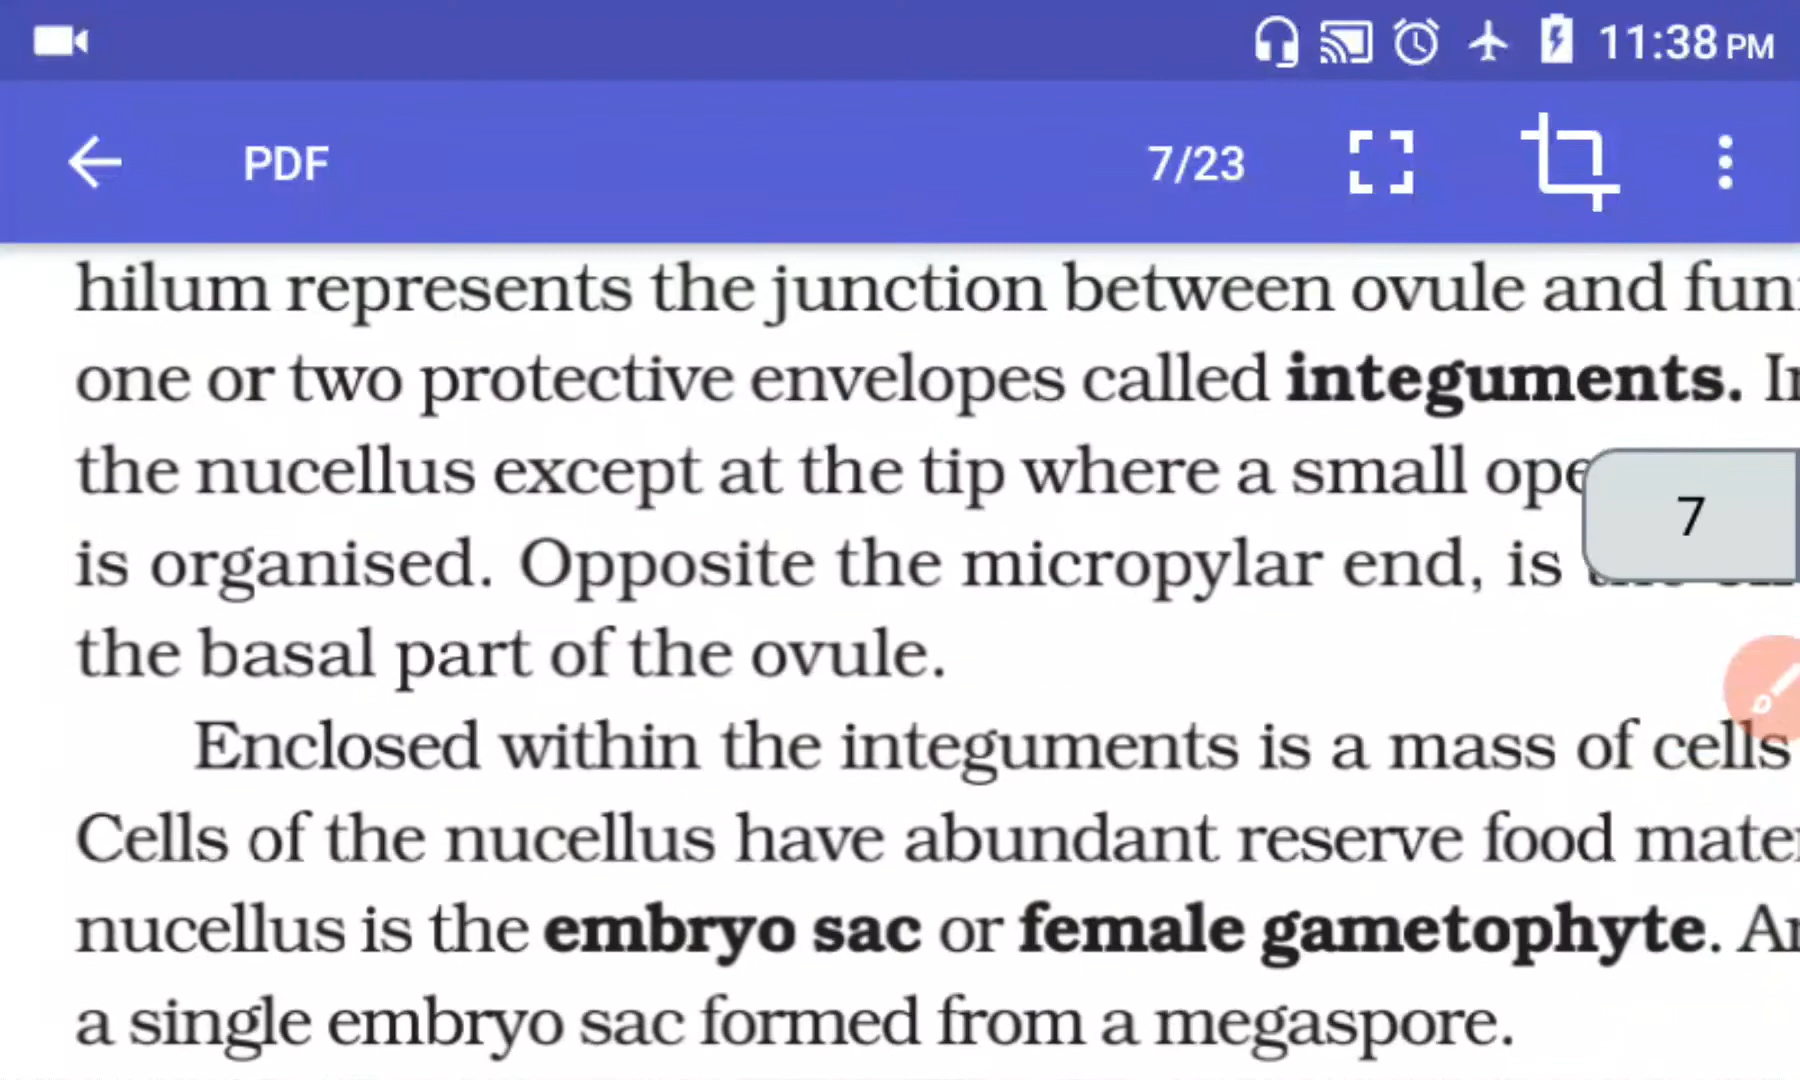 11:38 PM
PDF 7/23
hilum represents the junction between ovule and
one or two protective envelopes called integuments.
the nucellus except at the tip where a small
7
is organised. Opposite the micropylar end, is
the basal part of the ovule.
Enclosed within the integuments is a mass of cells
Cells of the nucellus have abundant reserve food
nucellus is the embryo sac or female gametophyte.
a single embryo sac formed from a megaspore.